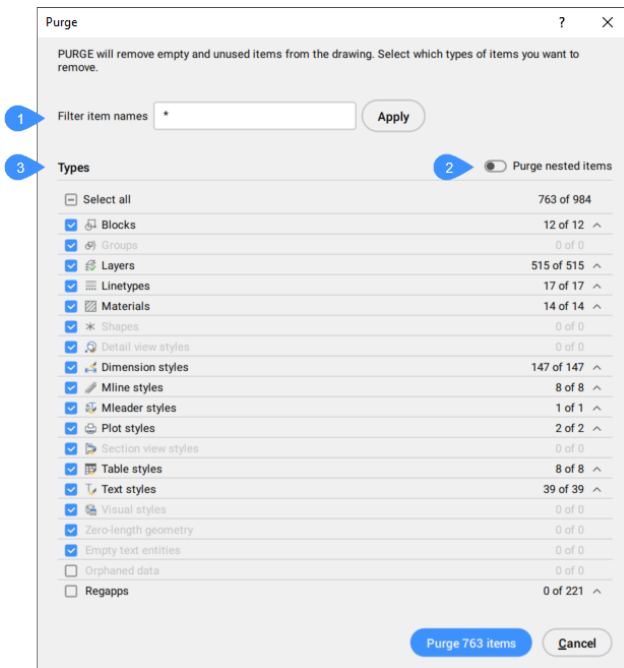 Purge ? ×
PURGE will remove empty and unused items from the drawing. Select which types of items you want to
remove.
1 Filter item names * Apply
3 Types 2 Purge nested items
Select all 763 of 984
Blocks 12 of 12
Groups 0 of 0
Layers 515 of 515
Linetypes 17 of 17
Materials 14 of 14
Shapes 0 of 0
Detail view styles 0 of 0
Dimension styles 147 of 147
Mline styles 8 of 8
Mleader styles 1 of 1
Plot styles 2 of 2
Section view styles 0 of 0
Table styles 8 of 8
Text styles 39 of 39
Visual styles 0 of 0
Zero-length geometry 0 of 0
Empty text entities 0 of 0
Orphaned data 0 of 0
Regapps 0 of 221
Purge 763 items Cancel